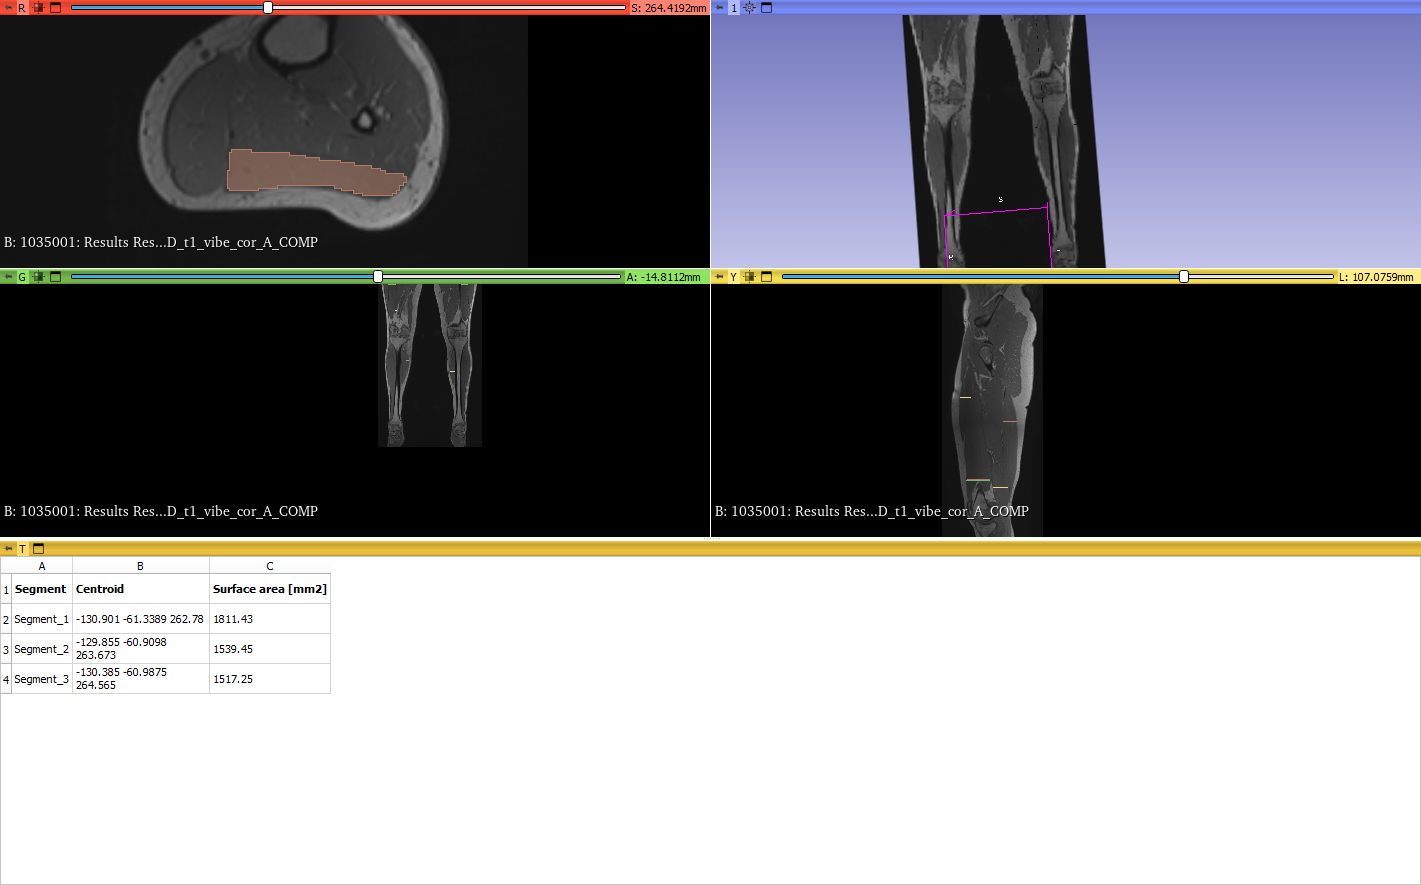 R
S: 264.4192mm
1
B: 1035001: Results Res...D_t1_vibe_cor_A_COMP
S
R
G
A: -14.8112mm
Y
L: 107.0759mm
B: 1035001: Results Res...D_t1_vibe_cor_A_COMP
B: 1035001: Results Res...D_t1_vibe_cor_A_COMP
T
A B C
1 Segment Centroid Surface area [mm2]
2 Segment_1 -130.901 -61.3389 262.78 1811.43
3 Segment_2 -129.855 -60.9098 263.673 1539.45
4 Segment_3 -130.385 -60.9875 264.565 1517.25